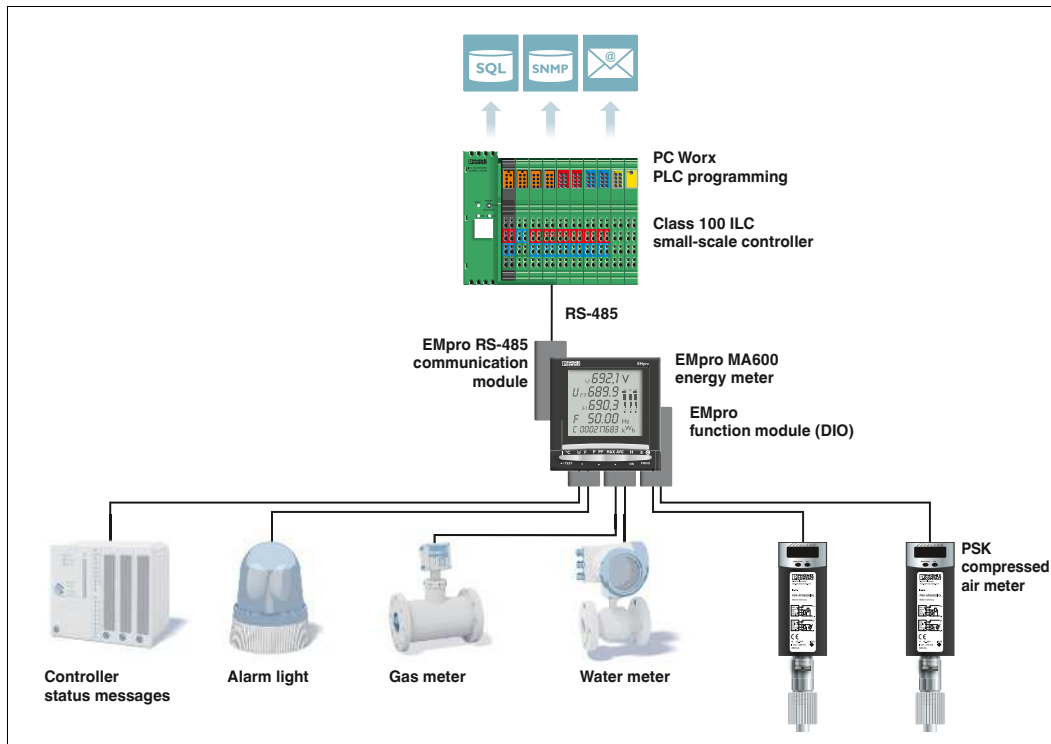 SQL
SNMP
@
PC Worx
PLC programming
Class 100 ILC
small-scale controller
RS-485
EMpro RS-485
communication
module
EMpro MA600
energy meter
EMpro
function module (DIO)
EMpro
692.1 V
U 689.9
690.3
F 50.00 Hz
C 000217683 kWh
°C U F P PF MAX AVG H
PSK
compressed
air meter
Controller
status messages
Alarm light
Gas meter
Water meter